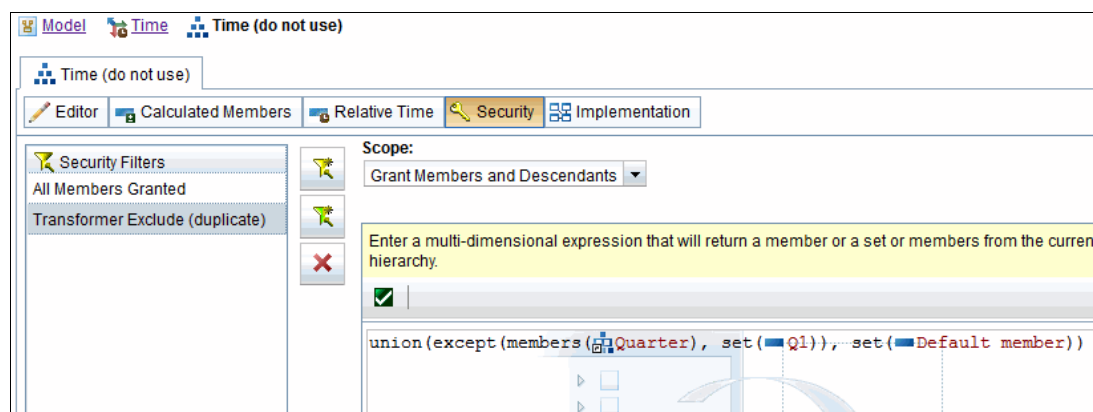 Model Time Time (do not use)
Time (do not use)
Editor Calculated Members Relative Time Security Implementation
Security Filters
All Members Granted
Transformer Exclude (duplicate)
Scope:
Grant Members and Descendants
Enter a multi-dimensional expression that will return a member or a set or members from the curren
hierarchy.
union(except(members(Quarter), set(Q1)), set(Default member))